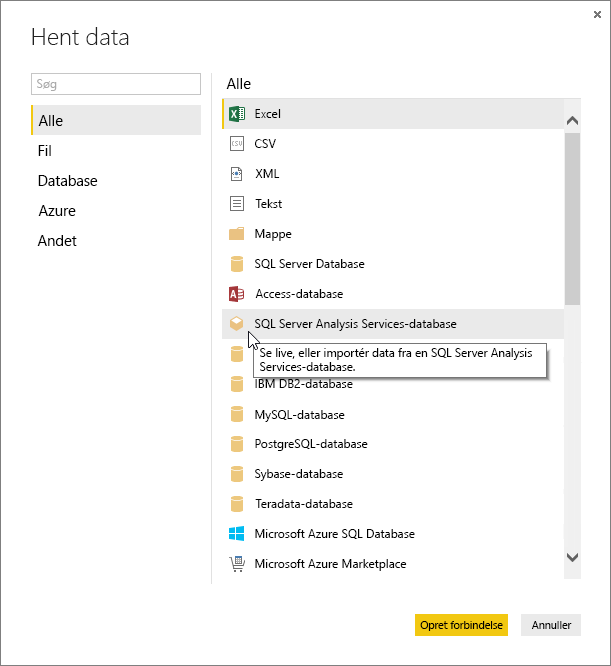 Hent data
Søg
Alle
Fil
Database
Azure
Andet
Alle
Excel
CSV
XML
Tekst
Mappe
SQL Server Database
Access-database
SQL Server Analysis Services-database
Se live, eller importér data fra en SQL Server Analysis
Services-database.
IBM DB2-database
MySQL-database
PostgreSQL-database
Sybase-database
Teradata-database
Microsoft Azure SQL Database
Microsoft Azure Marketplace
Opret forbindelse
Annuller